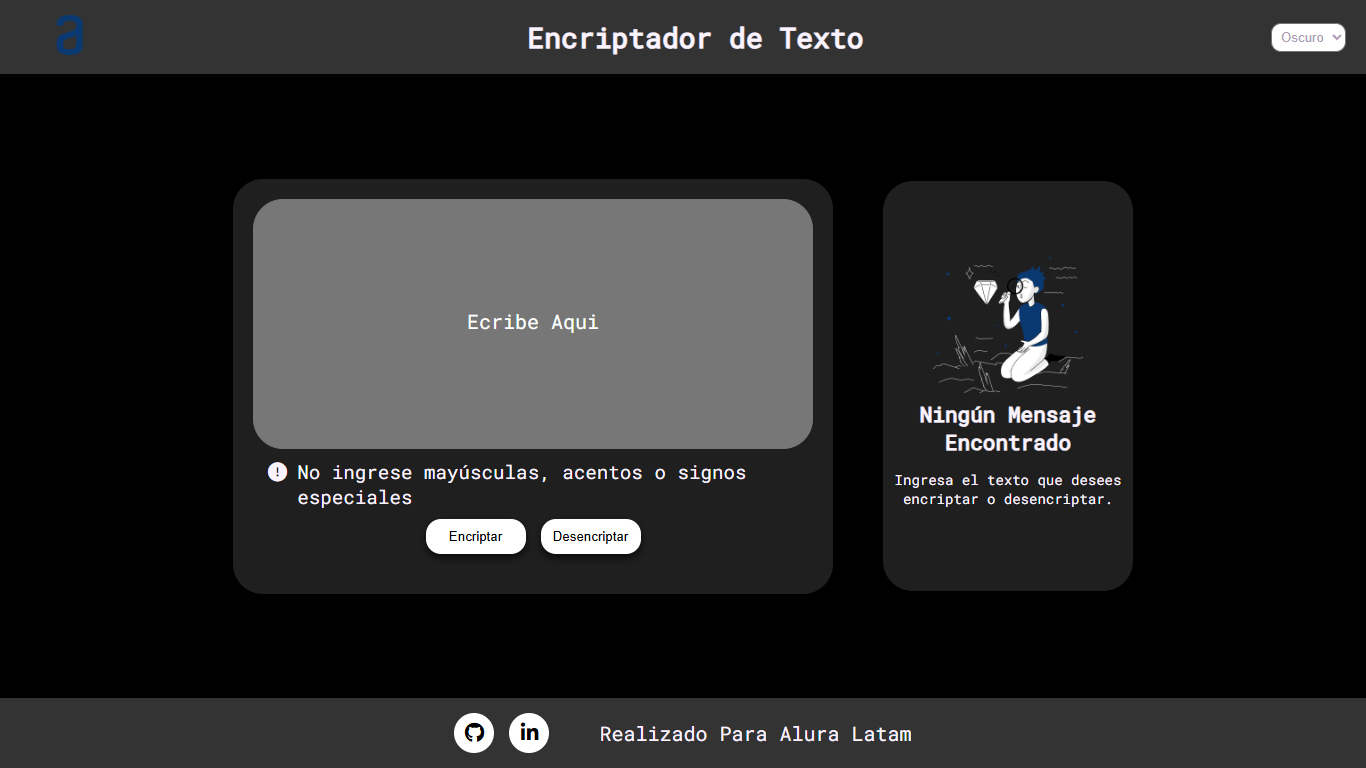 a
Encriptador de Texto
Oscuro
Ecribe Aqui
No ingrese mayúsculas, acentos o signos
especiales
Encriptar
Desencriptar
Ningún Mensaje
Encontrado
Ingresa el texto que desees
encriptar o desencriptar.
in
Realizado Para Alura Latam